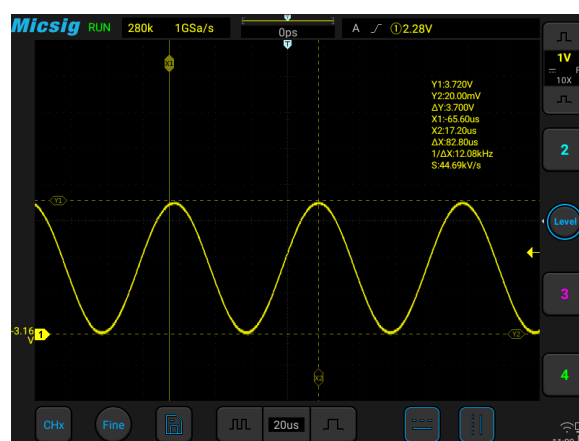 Micsig RUN 280k 1GSa/s 0ps A ①2.28V
T
T
X1
1V
10X
Y1:3.720V
Y2:20.00mV
ΔY:3.700V
X1:-65.60us
X2:17.20us
ΔX:82.80us
1/ΔX:12.08kHz
S:44.69kV/s
2
Y1
Level
3
-3.16
V
1
Y2
X2
4
CHx Fine 20us